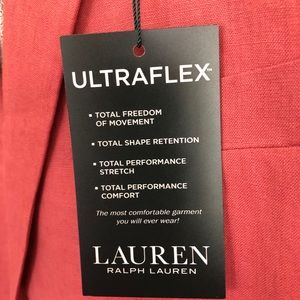 ULTRAFLEX™
▪ TOTAL FREEDOM
OF MOVEMENT
▪ TOTAL SHAPE RETENTION
▪ TOTAL PERFORMANCE
STRETCH
▪ TOTAL PERFORMANCE
COMFORT
The most comfortable garment
you will ever wear!
LAUREN
RALPH LAUREN